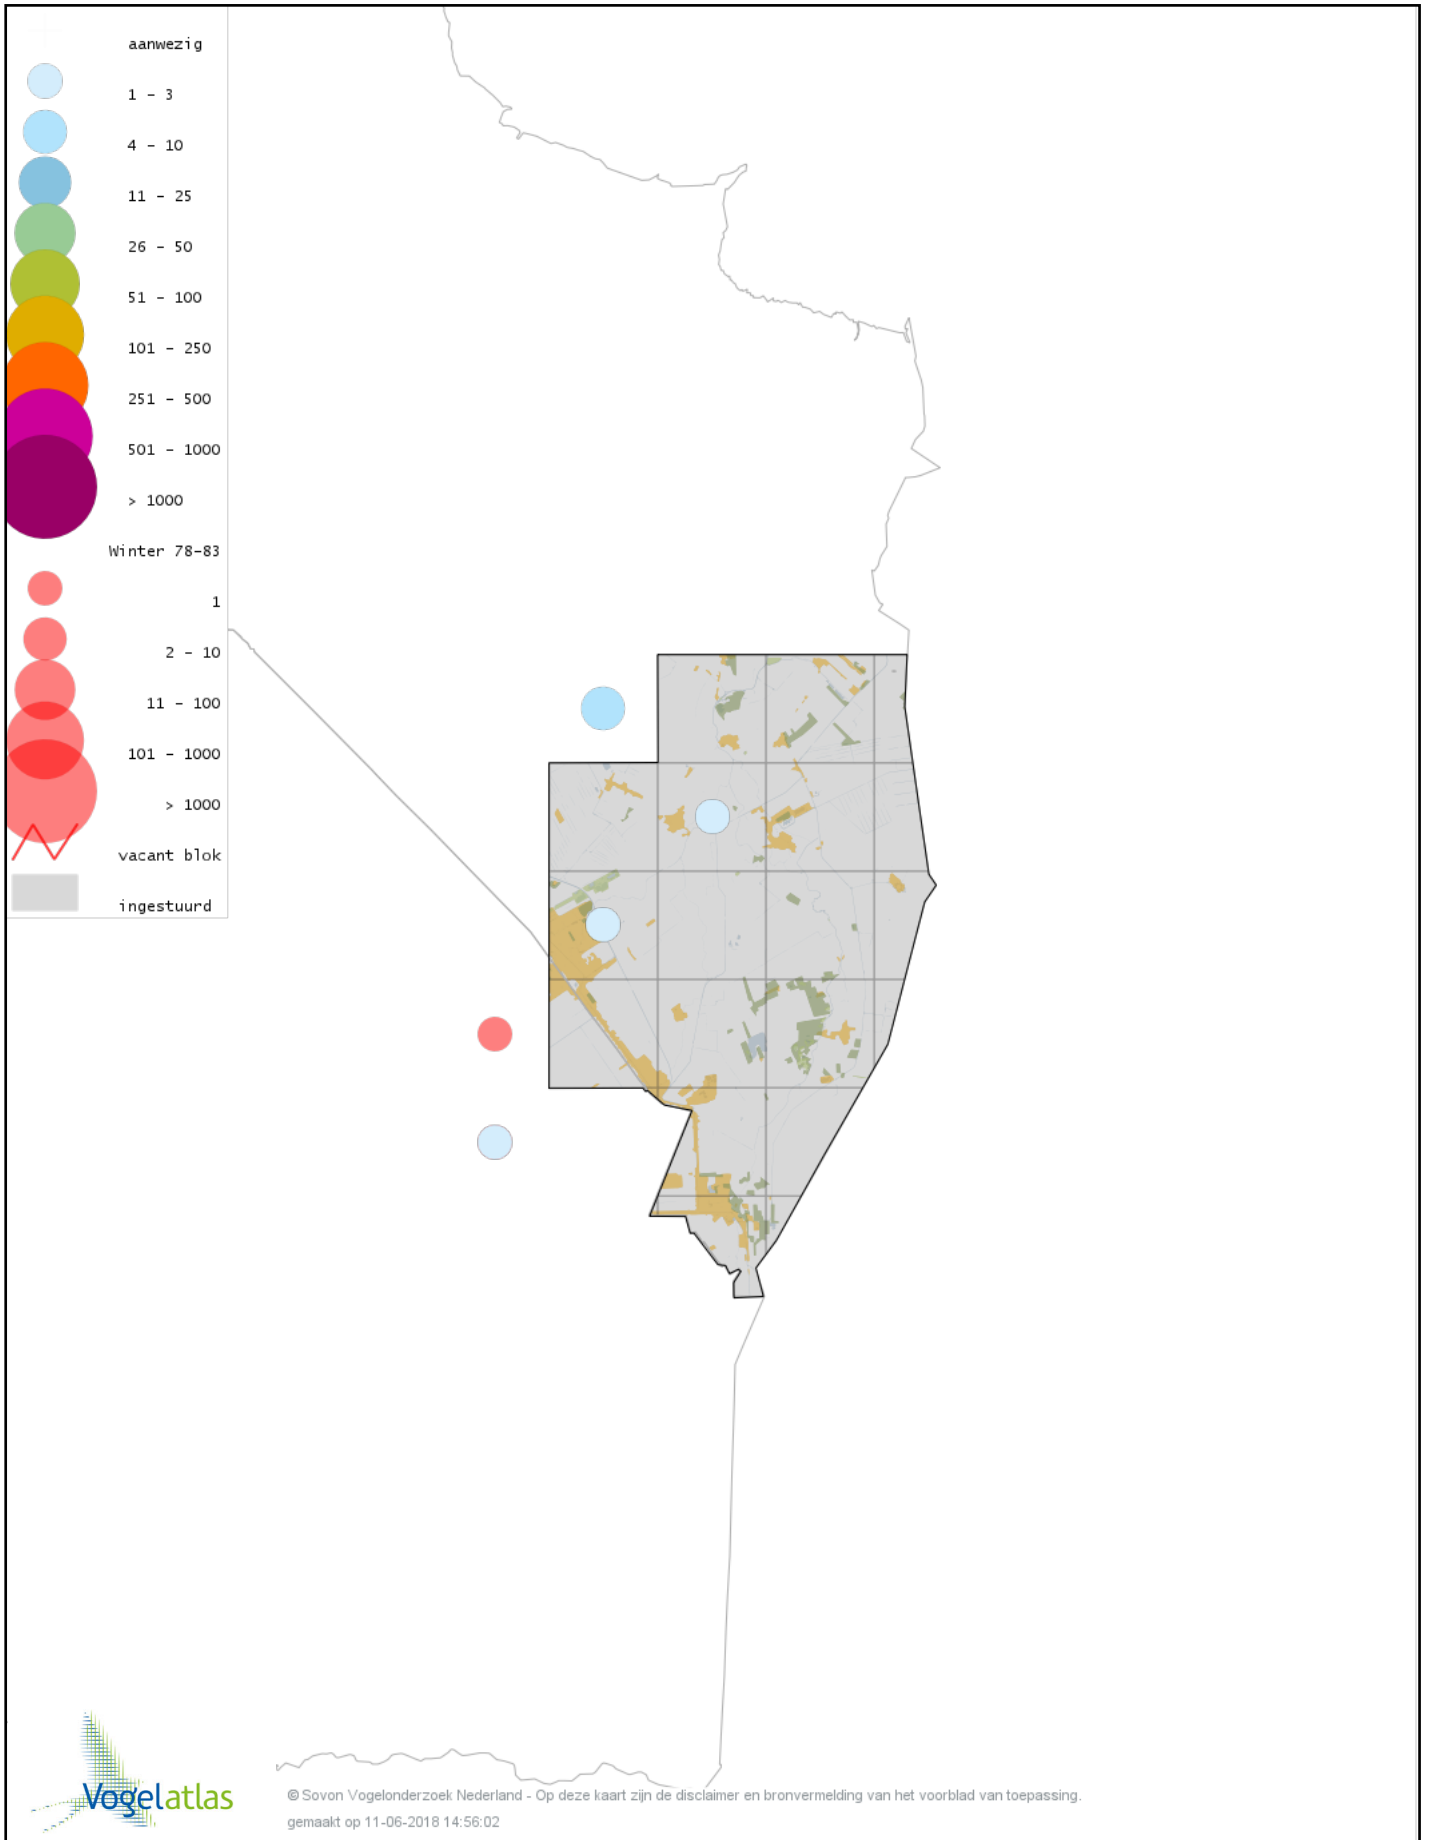 aanwezig
1 - 3
4 - 10
11 - 25
26 - 50
51 - 100
101 - 250
251 - 500
501 - 1000
> 1000
Winter 78-83
1
2 - 10
11 - 100
101 - 1000
> 1000
vacant blok
ingestuurd
Vogelatlas
© Sovon Vogelonderzoek Nederland - Op deze kaart zijn de disclaimer en bronvermelding van het voorblad van toepassing.
gemaakt op 11-06-2018 14:56:02